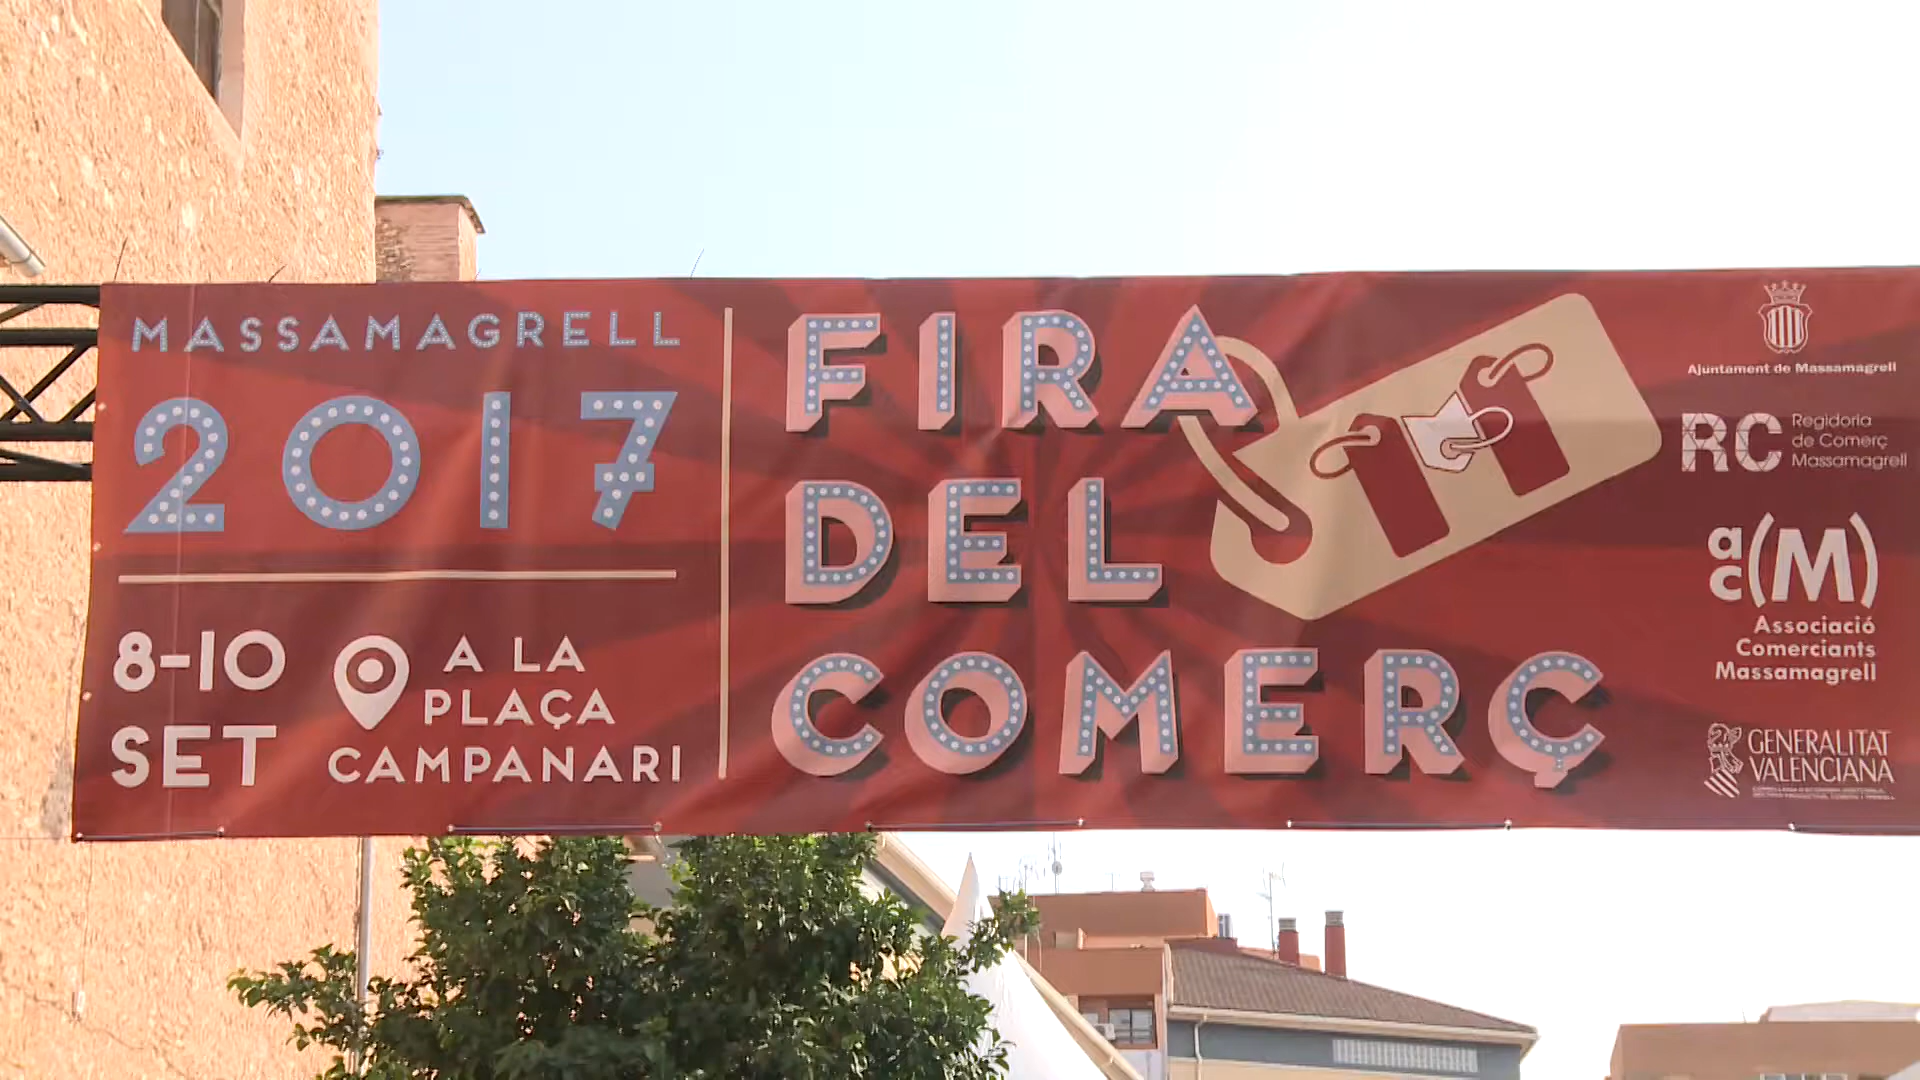 MASSAMAGRELL
2017
8-10
SET
A LA
PLAÇA
CAMPANARI
FIRA
DEL
COMERÇ
Ajuntament de Massamagrell
RC
Regidoria
de Comerç
Massamagrell
ac(M)
Associació
Comerciants
Massamagrell
GENERALITAT
VALENCIANA